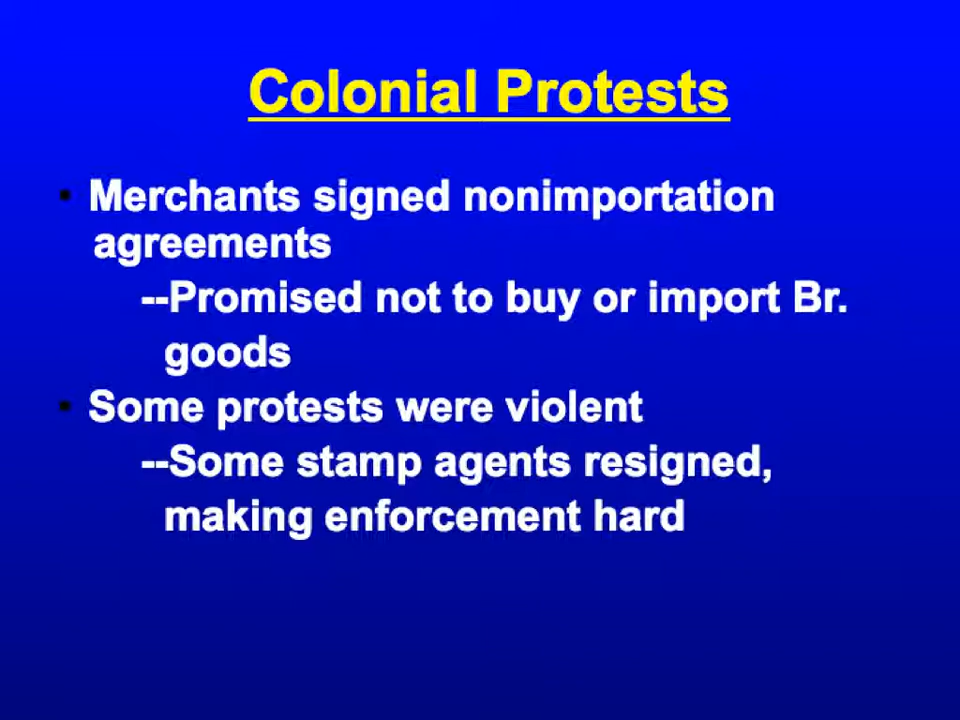 Colonial Protests
• Merchants signed nonimportation
agreements
--Promised not to buy or import Br.
goods
• Some protests were violent
--Some stamp agents resigned,
making enforcement hard